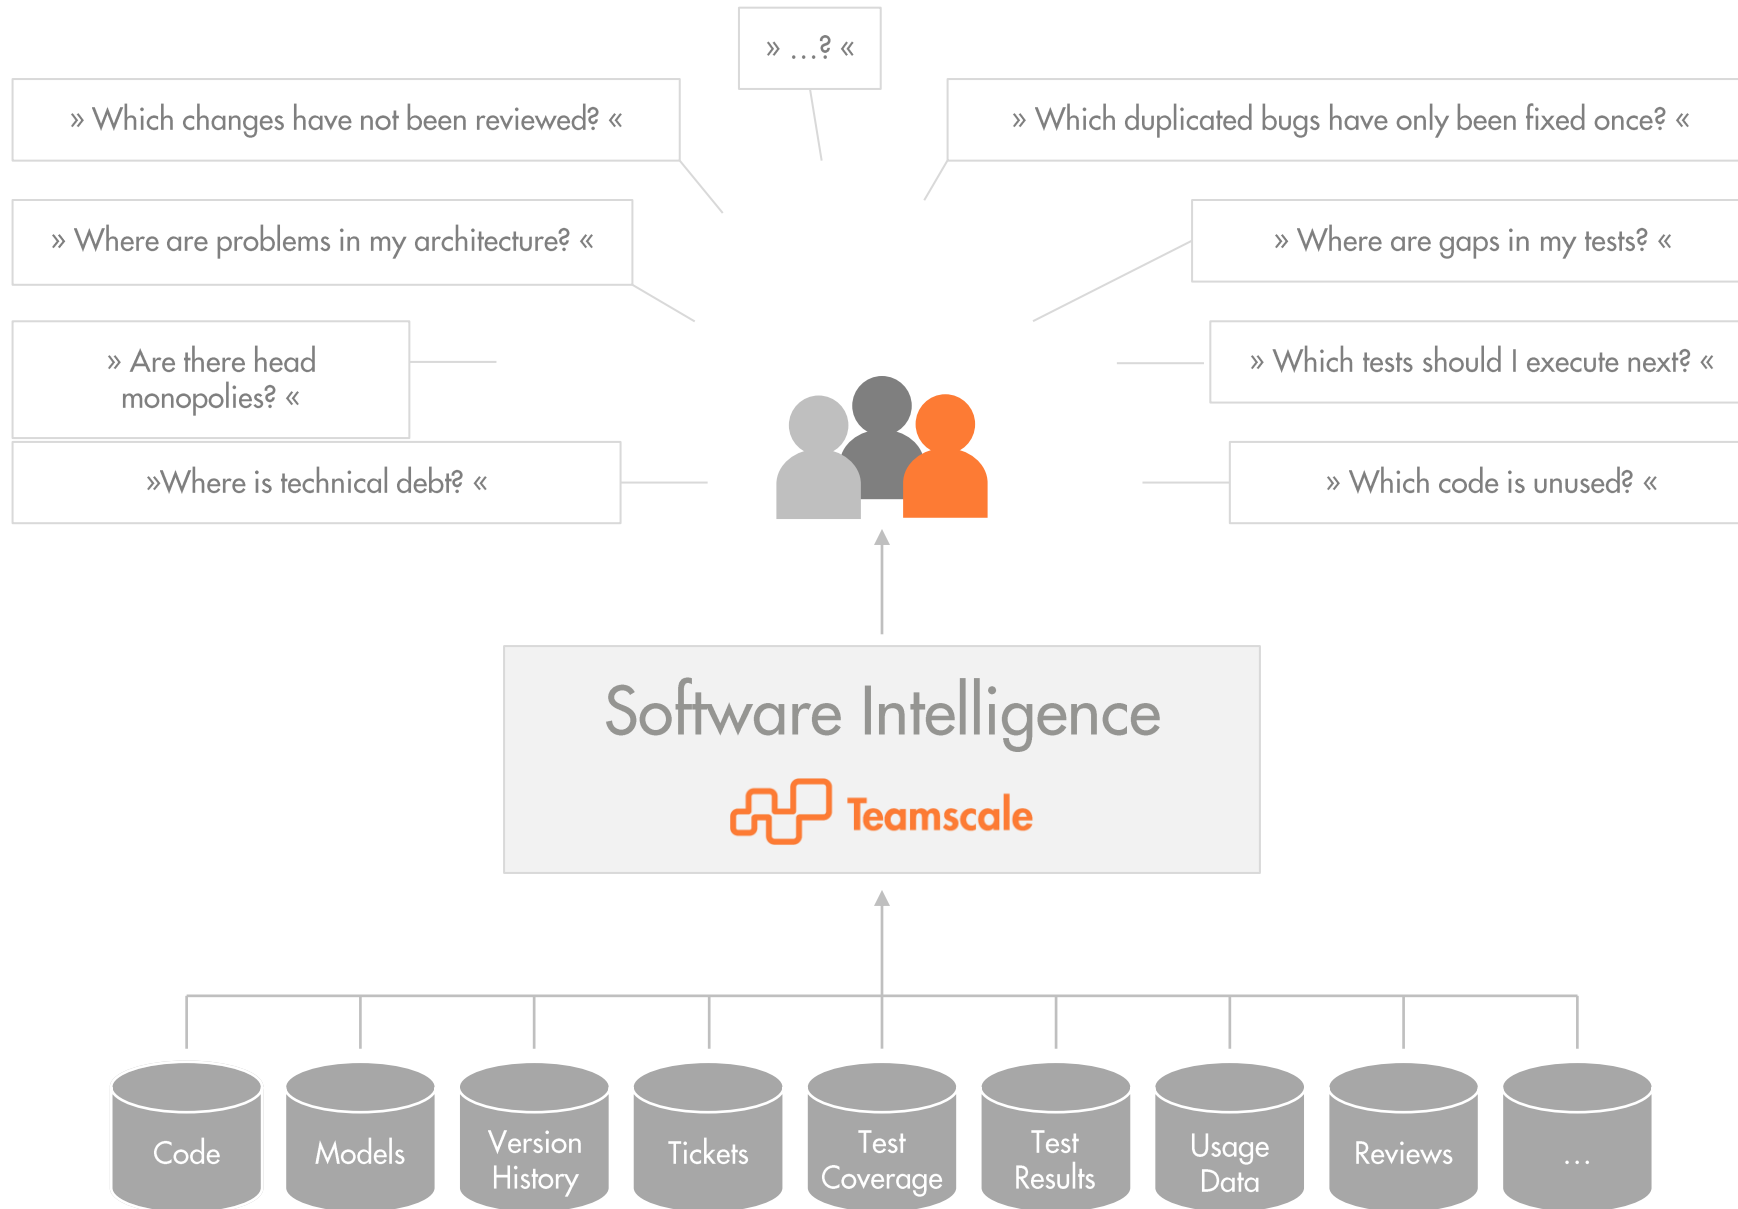 » ...? «
» Which changes have not been reviewed? «
» Which duplicated bugs have only been fixed once? «
» Where are problems in my architecture? «
» Where are gaps in my tests? «
» Are there head
monopolies? «
» Which tests should I execute next? «
»Where is technical debt? «
» Which code is unused? «
Software Intelligence
Teamscale
Code
Models
Version
History
Tickets
Test
Coverage
Test
Results
Usage
Data
Reviews
...